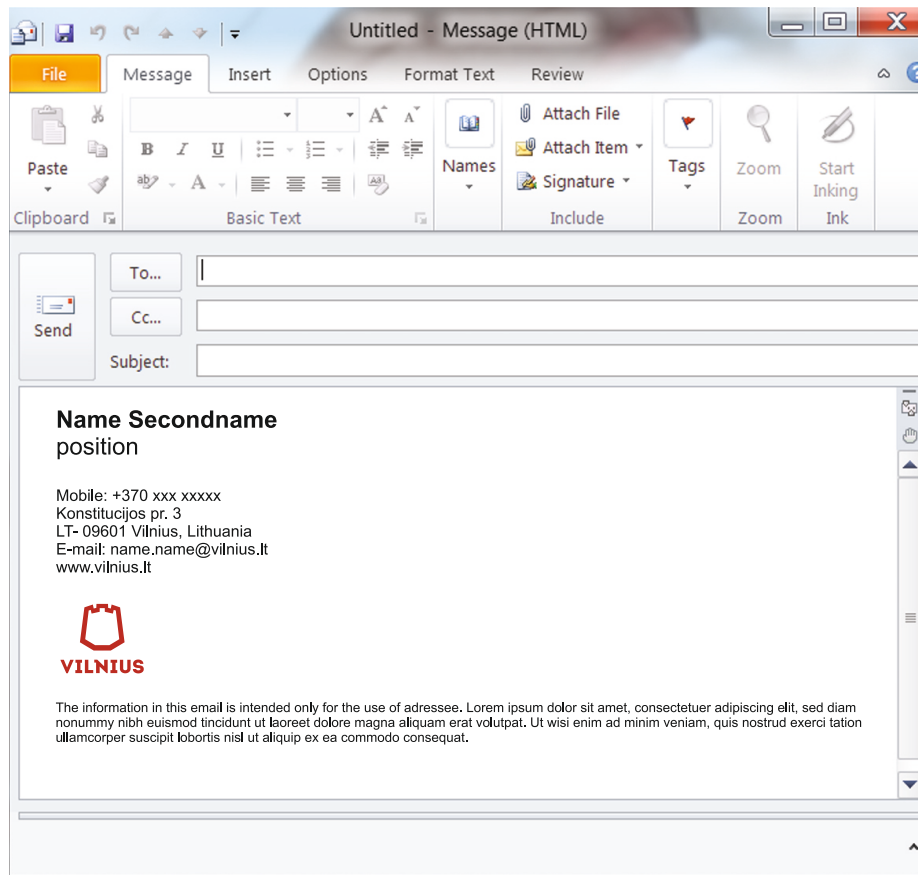 Untitled - Message (HTML)
File Message Insert Options Format Text Review
Paste
Clipboard
B I U
ab A
Aa
Basic Text
Names
Attach File
Attach Item
Signature
Include
Tags
Zoom
Zoom
Start
Inking
Ink
Send
To...
Cc...
Subject:
Name Secondname
position
Mobile: +370 xxx xxxxx
Konstitucijos pr. 3
LT- 09601 Vilnius, Lithuania
E-mail: name.name@vilnius.lt
www.vilnius.lt
VILNIUS
The information in this email is intended only for the use of adressee. Lorem ipsum dolor sit amet, consectetuer adipiscing elit, sed diam
nonummy nibh euismod tincidunt ut laoreet dolore magna aliquam erat volutpat. Ut wisi enim ad minim veniam, quis nostrud exerci tation
ullamcorper suscipit lobortis nisl ut aliquip ex ea commodo consequat.